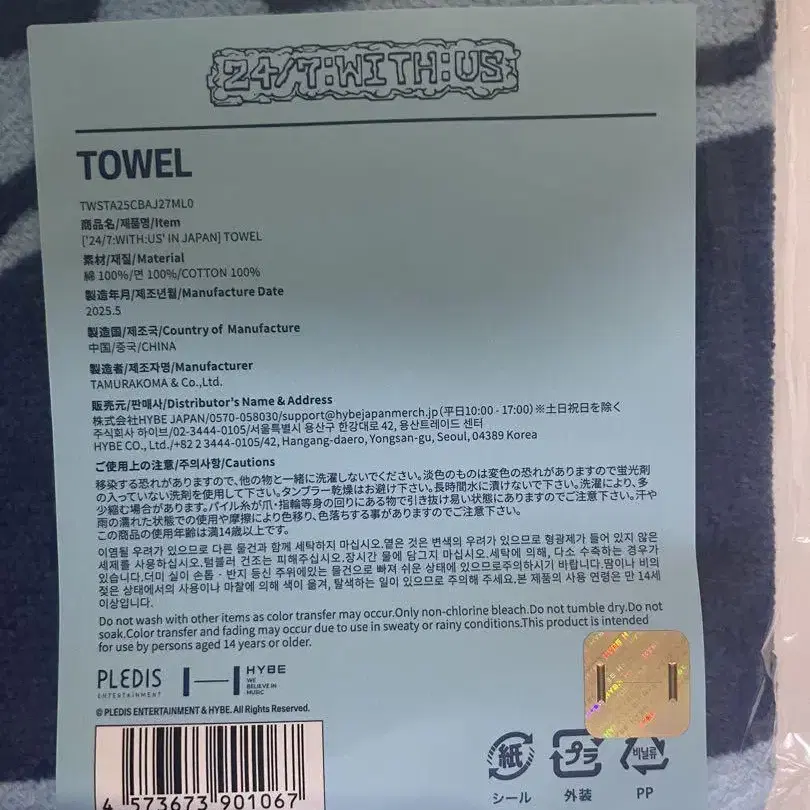 24/7:WITH:US
TOWEL
TWSTA25CBAJ27ML0
商品名/제품명/Item
['24/7:WITH:US' IN JAPAN] TOWEL
素材/재질/Material
綿 100%/면 100%/COTTON 100%
製造年月/제조년월/Manufacture Date
2025.5
製造国/제조국/Country of Manufacture
中国/중국/CHINA
製造者/제조자명/Manufacturer
TAMURAKOMA & Co.,Ltd.
販売元/판매사/Distributor's Name & Address
株式会社HYBE JAPAN/0570-058030/support@hybejapanmerch.jp(平日10:00 - 17:00)※土日祝日を除く
주식회사 하이브/02-3444-0105/서울특별시 용산구 한강대로 42, 용산트레이드 센터
HYBE CO., Ltd./+82 2 3444-0105/42, Hangang-daero, Yongsan-gu, Seoul, 04389 Korea
ご使用上の注意/주의사항/Cautions
移染する恐れがありますので、他の物と一緒に洗濯しないでください。淡色のものは変色の恐れがありますので蛍光剤
の入っていない洗剤を使用して下さい。タンブラー乾燥はお避け下さい。長時間水に漬けないで下さい。洗濯により、多
少縮む場合があります。パイル糸が爪・指輪等身の回りにある物で引き抜け易い状態にありますのでご注意下さい。汗や
雨の濡れた状態での使用や摩擦により色移り、色落ちする事がありますのでご注意下さい。
この商品の使用年齢は満14歳以上です。
이염될 우려가 있으므로 다른 물건과 함께 세탁하지 마십시오.옅은 것은 변색의 우려가 있으므로 형광제가 들어 있지 않은
세제를 사용하십시오.텀블러 건조는 피해주십시오.장시간 물에 담그지 마십시오.세탁에 의해, 다소 수축하는 경우가
있습니다.더미 실이 손톱・반지 등신 주위에있는 물건으로 빠져 쉬운 상태에 있으므로주의하시기 바랍니다.땀이나 비의
젖은 상태에서의 사용이나 마찰에 의해 색이 옮겨, 탈색하는 일이 있으므로 주의해 주세요.본 제품의 사용 연령은 만 14세
이상입니다.
Do not wash with other items as color transfer may occur.Only non-chlorine bleach.Do not tumble dry.Do not
soak.Color transfer and fading may occur due to use in sweaty or rainy conditions.This product is intended
for use by persons aged 14 years or older.
PLEDIS
ENTERTAINMENT
HYBE
WE
BELIEVE IN
MUSIC
© PLEDIS ENTERTAINMENT & HYBE. All Rights Reserved.
4 573673 901067
紙
シール
プラ
外装
비닐류
PP